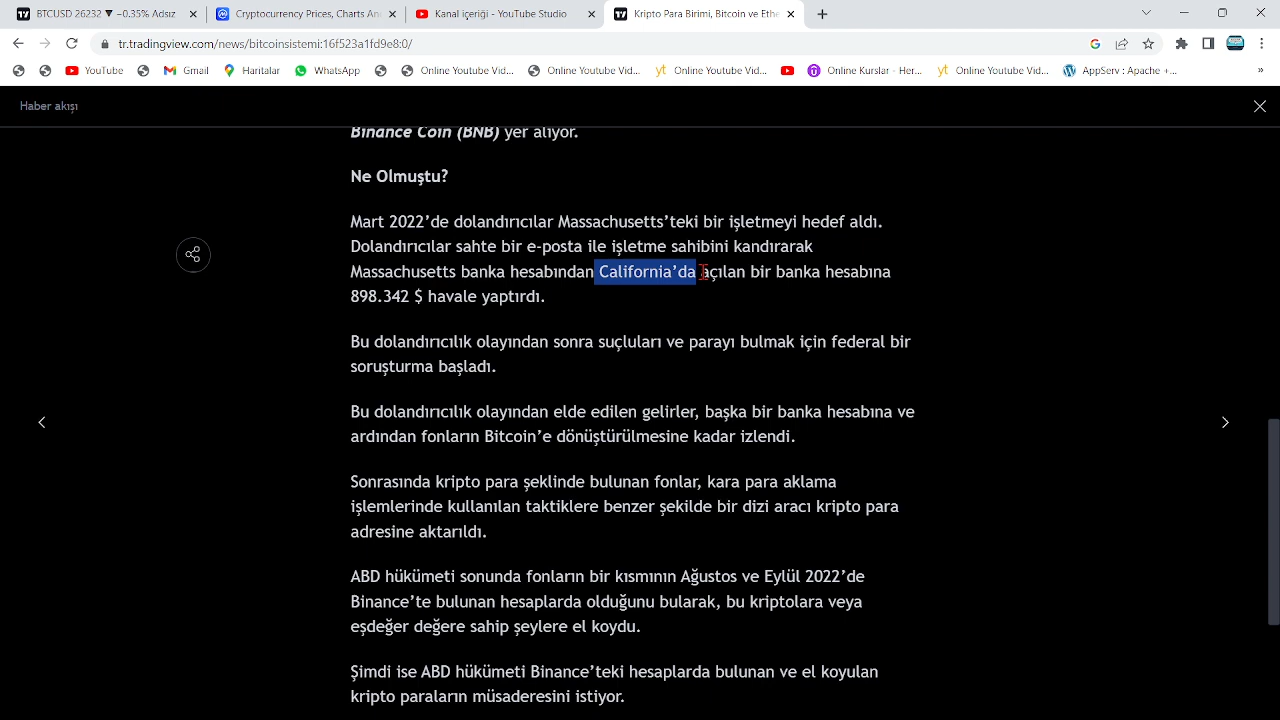 BTCUSD 26232 ▼ −0.35% Adsız
Cryptocurrency Prices, Charts An
Kanal içeriği - YouTube Studio
Kripto Para Birimi, Bitcoin ve Ethe
tr.tradingview.com/news/bitcoinsistemi:16f523a1fd9e8:0/
YouTube
Gmail
Haritalar
WhatsApp
Online Youtube Vid...
Online Youtube Vid...
Online Youtube Vid...
Online Kurslar - Her...
Online Youtube Vid...
AppServ : Apache +...
»
Haber akışı
Binance Coin (BNB) yer alıyor.
Ne Olmuştu?
Mart 2022’de dolandırıcılar Massachusetts’teki bir işletmeyi hedef aldı.
Dolandırıcılar sahte bir e-posta ile işletme sahibini kandırarak
Massachusetts banka hesabından California’da açılan bir banka hesabına
898.342 $ havale yaptırdı.
Bu dolandırıcılık olayından sonra suçluları ve parayı bulmak için federal bir
soruşturma başladı.
Bu dolandırıcılık olayından elde edilen gelirler, başka bir banka hesabına ve
ardından fonların Bitcoin’e dönüştürülmesine kadar izlendi.
Sonrasında kripto para şeklinde bulunan fonlar, kara para aklama
işlemlerinde kullanılan taktiklere benzer şekilde bir dizi aracı kripto para
adresine aktarıldı.
ABD hükümeti sonunda fonların bir kısmının Ağustos ve Eylül 2022’de
Binance’te bulunan hesaplarda olduğunu bularak, bu kriptolara veya
eşdeğer değere sahip şeylere el koydu.
Şimdi ise ABD hükümeti Binance’teki hesaplarda bulunan ve el koyulan
kripto paraların müsaderesini istiyor.